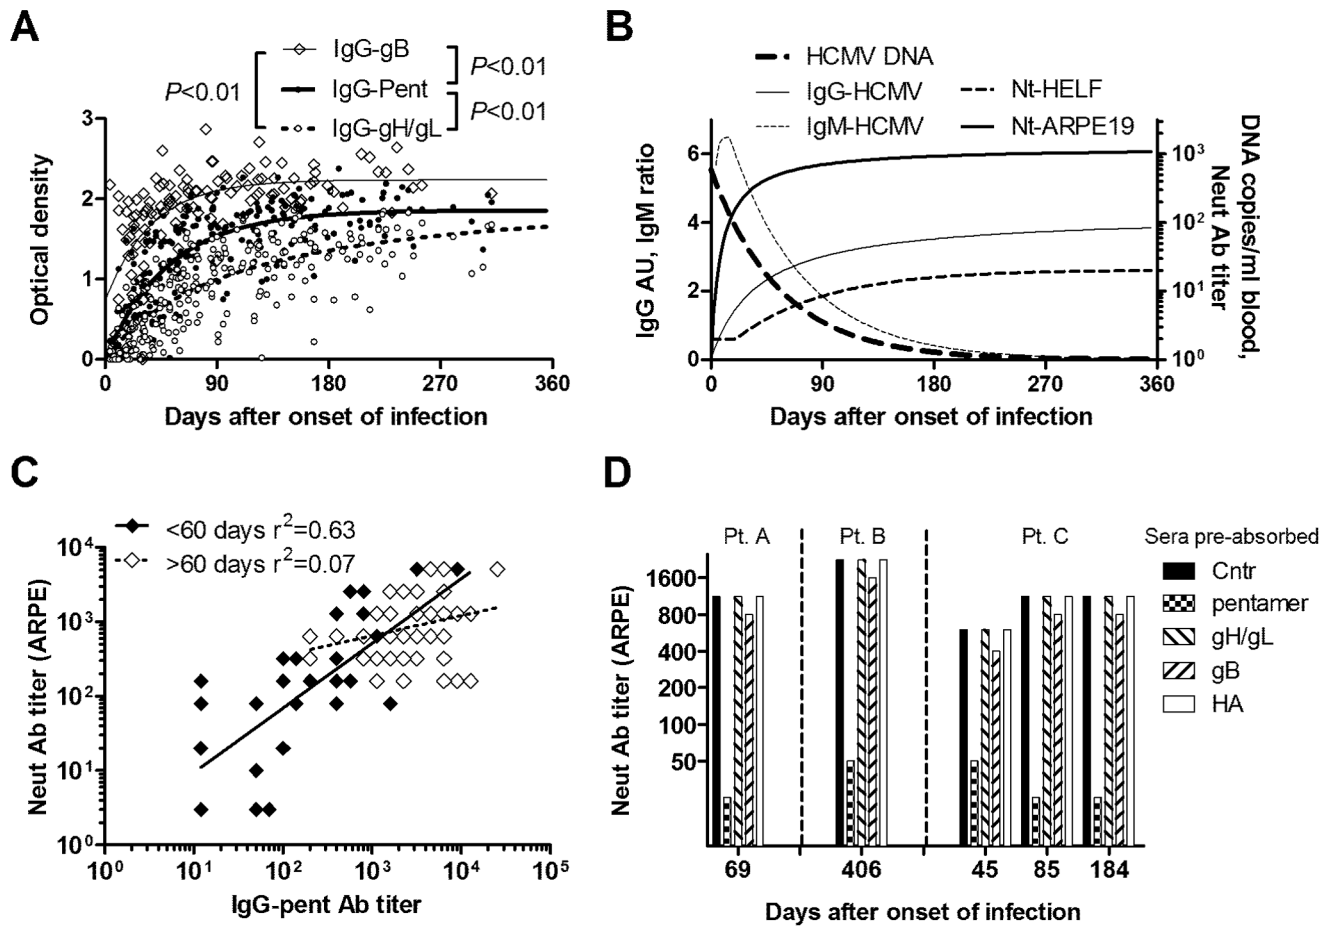 A
IgG-gB
IgG-Pent
IgG-gH/gL
P<0.01
P<0.01
P<0.01
Optical density
3
2
1
0
0 90 180 270 360
Days after onset of infection
B
HCMV DNA
IgG-HCMV
IgM-HCMV
Nt-HELF
Nt-ARPE19
IgG AU, IgM ratio
6
4
2
0
DNA copies/ml blood,
Neut Ab titer
10³
10²
10¹
10⁰
0 90 180 270 360
Days after onset of infection
C
<60 days r²=0.63
>60 days r²=0.07
Neut Ab titer (ARPE)
10⁴
10³
10²
10¹
10⁰
10⁰ 10¹ 10² 10³ 10⁴ 10⁵
IgG-pent Ab titer
D
Pt. A Pt. B Pt. C
Sera pre-absorbed
Cntr
pentamer
gH/gL
gB
HA
Neut Ab titer (ARPE)
1600
800
400
200
100
50
69 406 45 85 184
Days after onset of infection